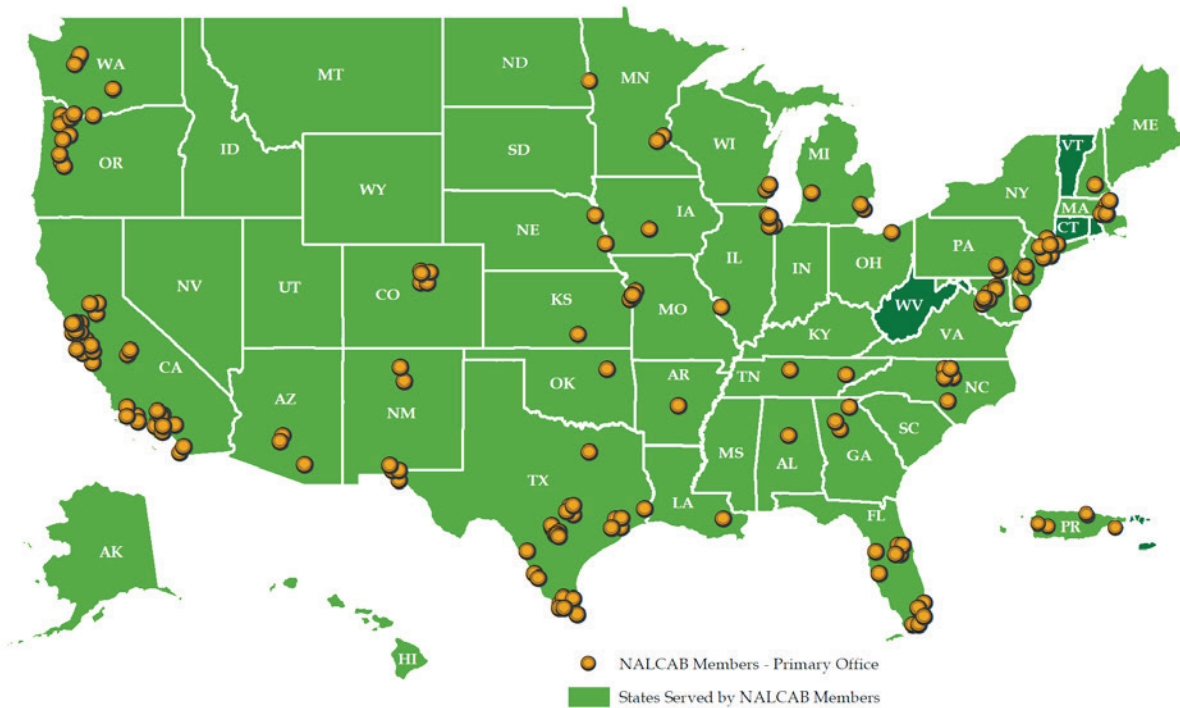 WA
MT
ND
MN
ME
VT
OR
ID
SD
WI
MI
NY
MA
WY
CT
IA
NE
PA
IL
IN
OH
NV
UT
CO
KS
MO
WV
VA
KY
CA
OK
TN
AR
NC
AZ
NM
SC
MS
AL
GA
TX
LA
FL
PR
AK
HI
NALCAB Members - Primary Office
States Served by NALCAB Members